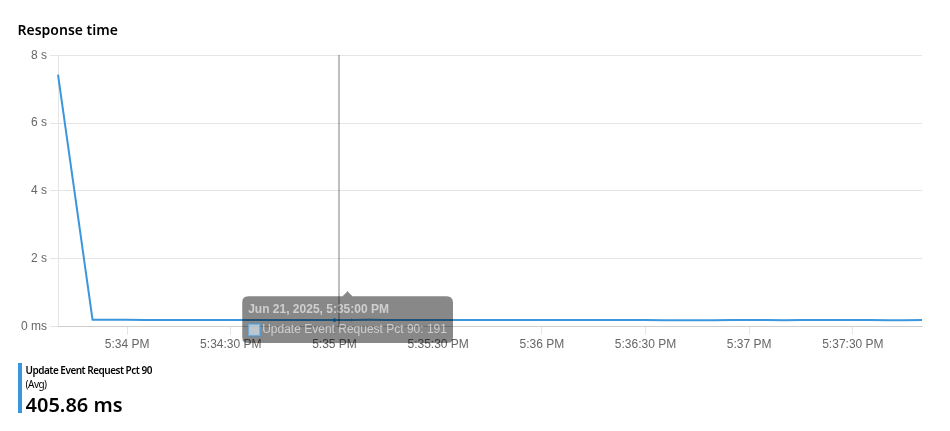 Response time
8 s
6 s
4 s
2 s
0 ms
Jun 21, 2025, 5:35:00 PM
Update Event Request Pct 90: 191
5:34 PM 5:34:30 PM 5:35 PM 5:35:30 PM 5:36 PM 5:36:30 PM 5:37 PM 5:37:30 PM
Update Event Request Pct 90
(Avg)
405.86 ms